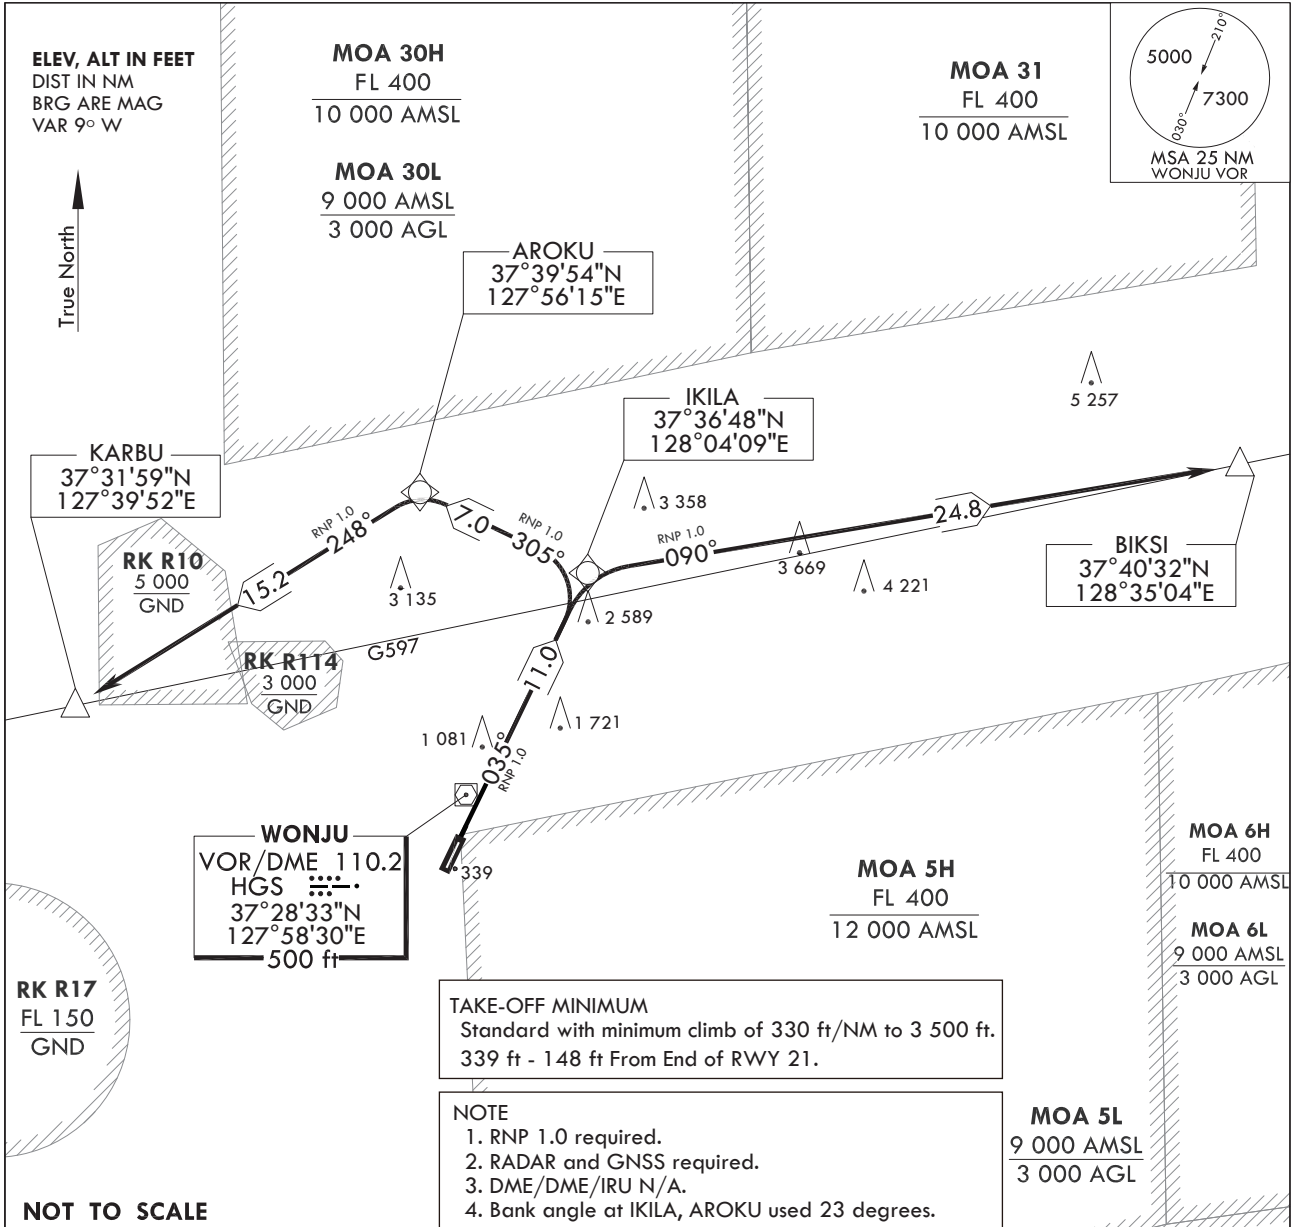 ELEV, ALT IN FEET
DIST IN NM
BRG ARE MAG
VAR 9° W
True North
MOA 30H
FL 400
10 000 AMSL
MOA 30L
9 000 AMSL
3 000 AGL
MOA 31
FL 400
10 000 AMSL
5000
210°
7300
030°
MSA 25 NM
WONJU VOR
AROKU
37°39'54"N
127°56'15"E
IKILA
37°36'48"N
128°04'09"E
5 257
KARBU
37°31'59"N
127°39'52"E
RK R10
5 000
GND
RNP 1.0
248°
15.2
7.0
RNP 1.0
305°
3 358
RNP 1.0
090°
24.8
3 669
4 221
BIKSI
37°40'32"N
128°35'04"E
3 135
2 589
G597
RK R114
3 000
GND
11.0
1 721
1 081
035°
RNP 1.0
WONJU
VOR/DME 110.2
HGS
37°28'33"N
127°58'30"E
500 ft
339
MOA 5H
FL 400
12 000 AMSL
MOA 6H
FL 400
10 000 AMSL
MOA 6L
9 000 AMSL
3 000 AGL
RK R17
FL 150
GND
TAKE-OFF MINIMUM
Standard with minimum climb of 330 ft/NM to 3 500 ft.
339 ft - 148 ft From End of RWY 21.
NOTE
1. RNP 1.0 required.
2. RADAR and GNSS required.
3. DME/DME/IRU N/A.
4. Bank angle at IKILA, AROKU used 23 degrees.
MOA 5L
9 000 AMSL
3 000 AGL
NOT TO SCALE